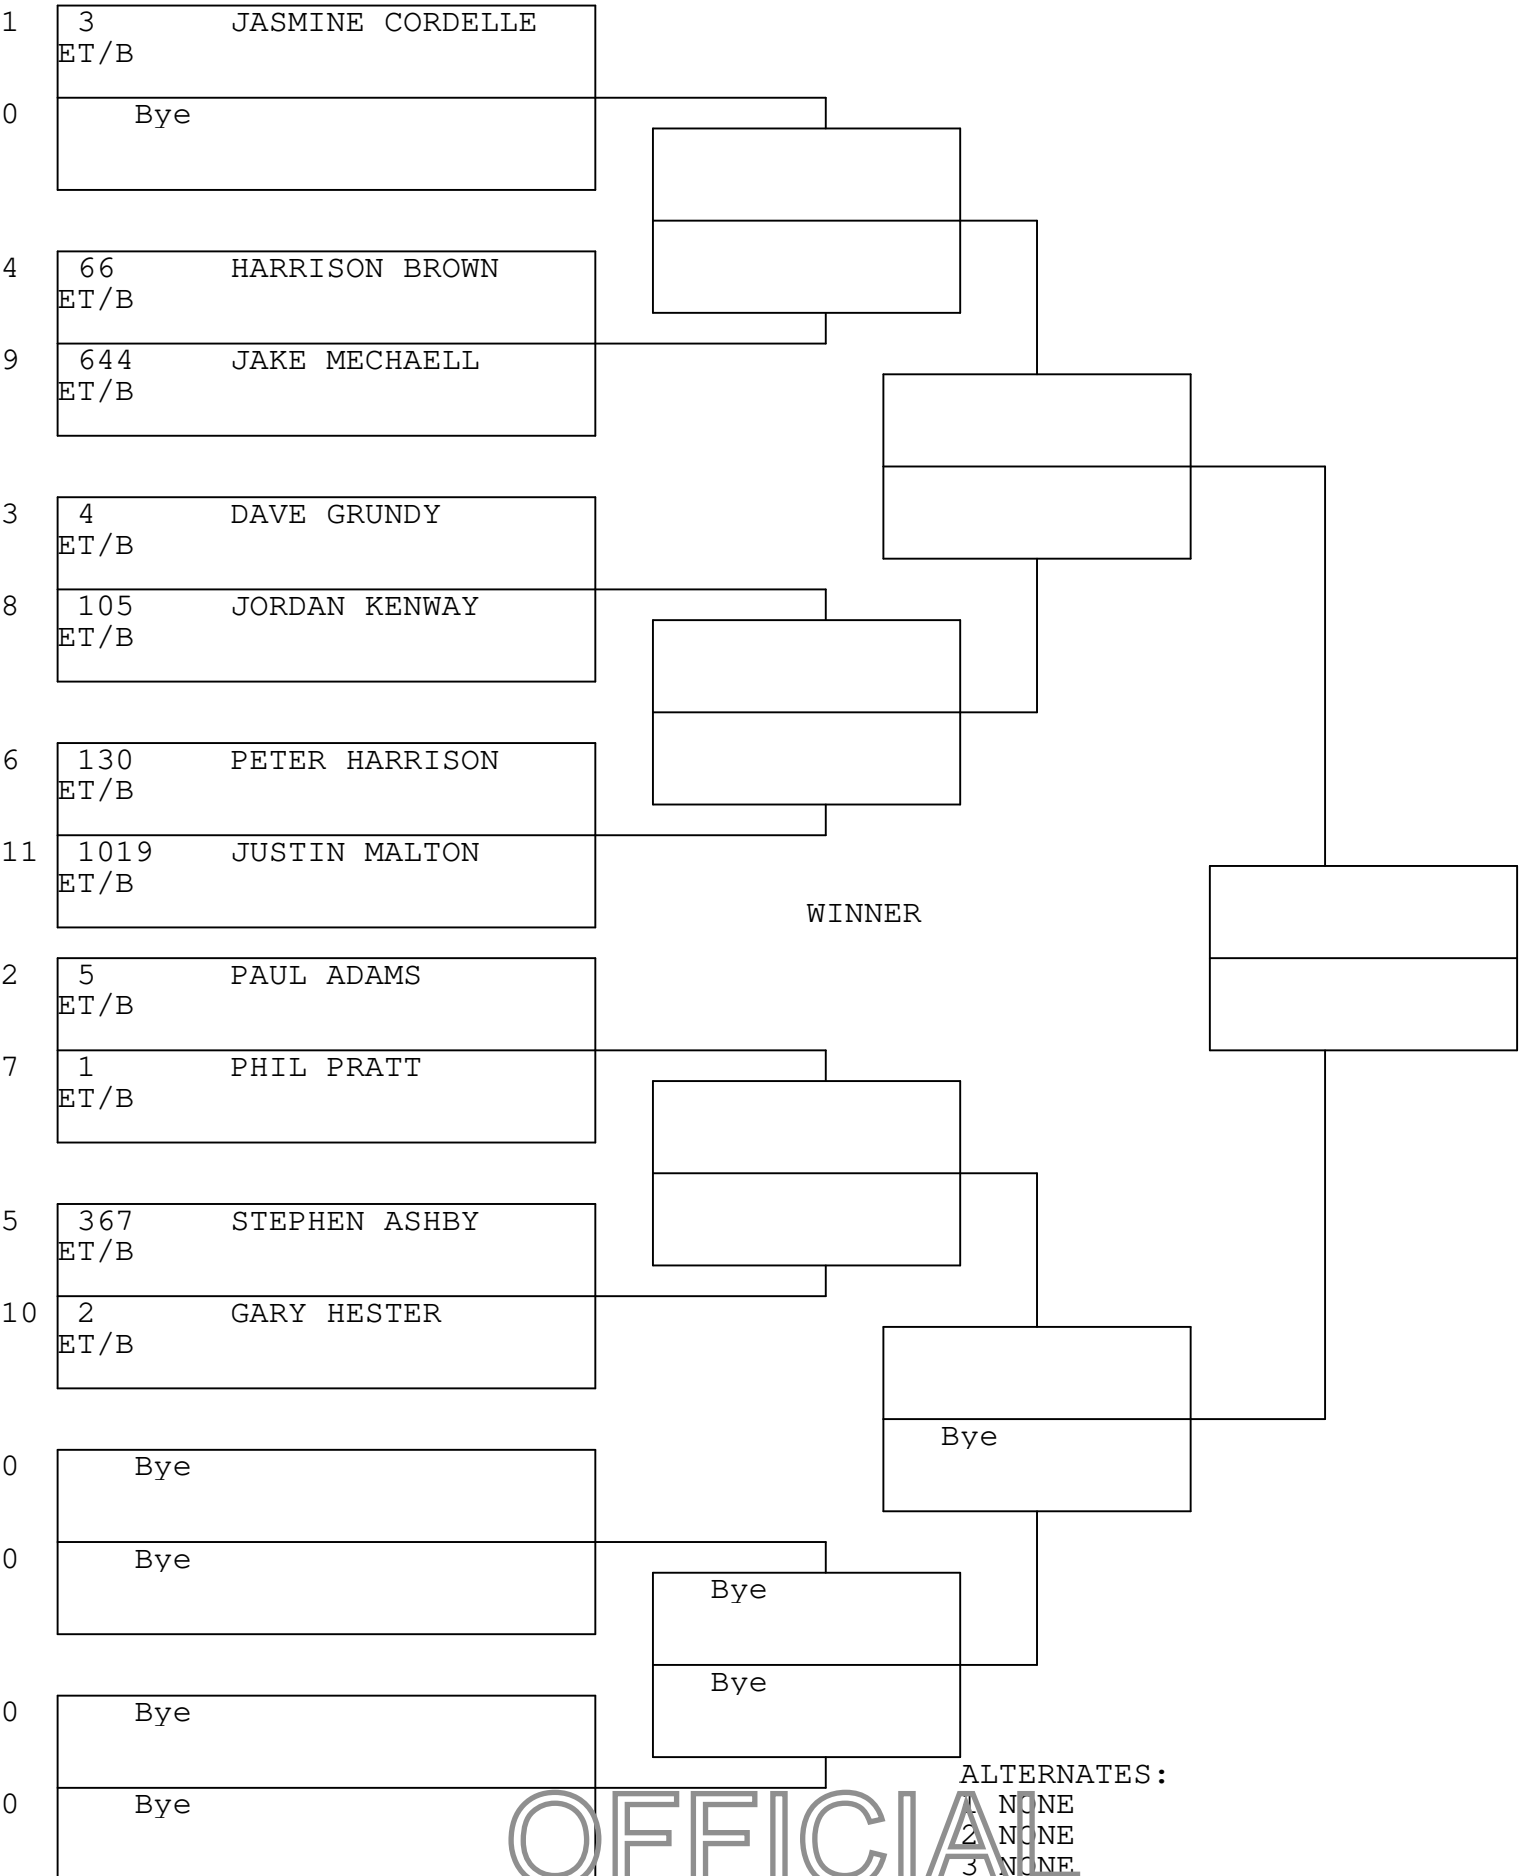 1 3 JASMINE CORDELLE
ET/B
0 Bye
4 66 HARRISON BROWN
ET/B
9 644 JAKE MECHAELL
ET/B
3 4 DAVE GRUNDY
ET/B
8 105 JORDAN KENWAY
ET/B
6 130 PETER HARRISON
ET/B
11 1019 JUSTIN MALTON
ET/B
WINNER
2 5 PAUL ADAMS
ET/B
7 1 PHIL PRATT
ET/B
5 367 STEPHEN ASHBY
ET/B
10 2 GARY HESTER
ET/B
Bye
0 Bye
0 Bye
Bye
Bye
0 Bye
0 Bye
ALTERNATES:
1 NONE
2 NONE
3 NONE
OFFICIAL